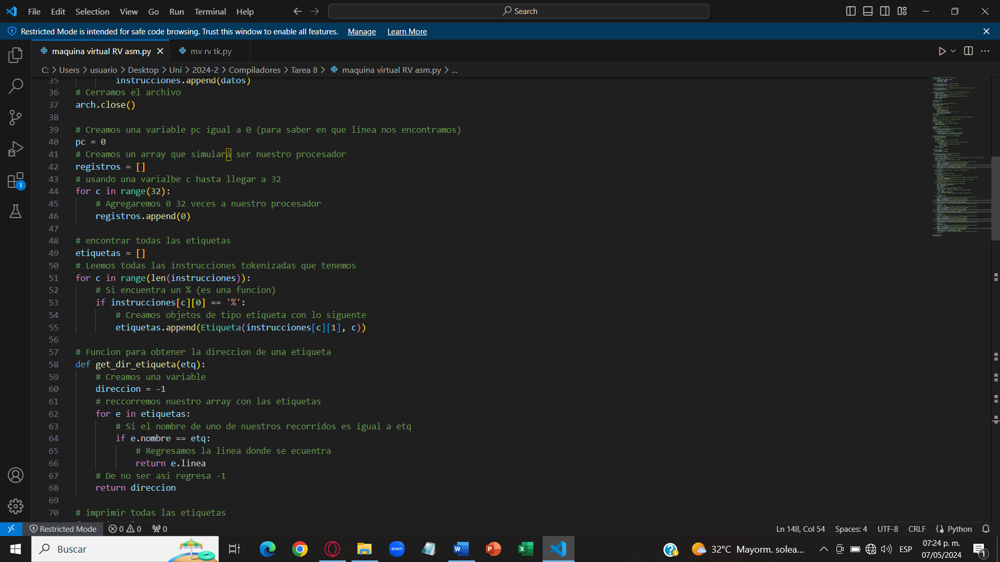 File Edit Selection View Go Run Terminal Help Search
Restricted Mode is intended for safe code browsing. Trust this window to enable all features. Manage Learn More
maquina virtual RV asm.py mv rv tk.py
C: > Users > usuario > Desktop > Uni > 2024-2 > Compiladores > Tarea 8 > maquina virtual RV asm.py > ...
35 instrucciones.append(datos)
36 # Cerramos el archivo
37 arch.close()
38
39 # Creamos una variable pc igual a 0 (para saber en que linea nos encontramos)
40 pc = 0
41 # Creamos un array que simulará ser nuestro procesador
42 registros = []
43 # usando una varialbe c hasta llegar a 32
44 for c in range(32):
45 # Agregaremos 0 32 veces a nuestro procesador
46 registros.append(0)
47
48 # encontrar todas las etiquetas
49 etiquetas = []
50 # Leemos todas las instrucciones tokenizadas que tenemos
51 for c in range(len(instrucciones)):
52 # Si encuentra un % (es una funcion)
53 if instrucciones[c][0] == '%':
54 # Creamos objetos de tipo etiqueta con lo siguente
55 etiquetas.append(Etiqueta(instrucciones[c][1], c))
56
57 # Funcion para obtener la direccion de una etiqueta
58 def get_dir_etiqueta(etq):
59 # Creamos una variable
60 direccion = -1
61 # reccorremos nuestro array con las etiquetas
62 for e in etiquetas:
63 # Si el nombre de uno de nuestros recorridos es igual a etq
64 if e.nombre == etq:
65 # Regresamos la linea donde se ecuentra
66 return e.linea
67 # De no ser asi regresa -1
68 return direccion
69
70 # imprimir todas las etiquetas
1
Restricted Mode 0 0 0 Ln 148, Col 54 Spaces: 4 UTF-8 CRLF Python
Buscar zoom 32°C Mayorm. solea... ESP 07:24 p. m.
07/05/2024 1